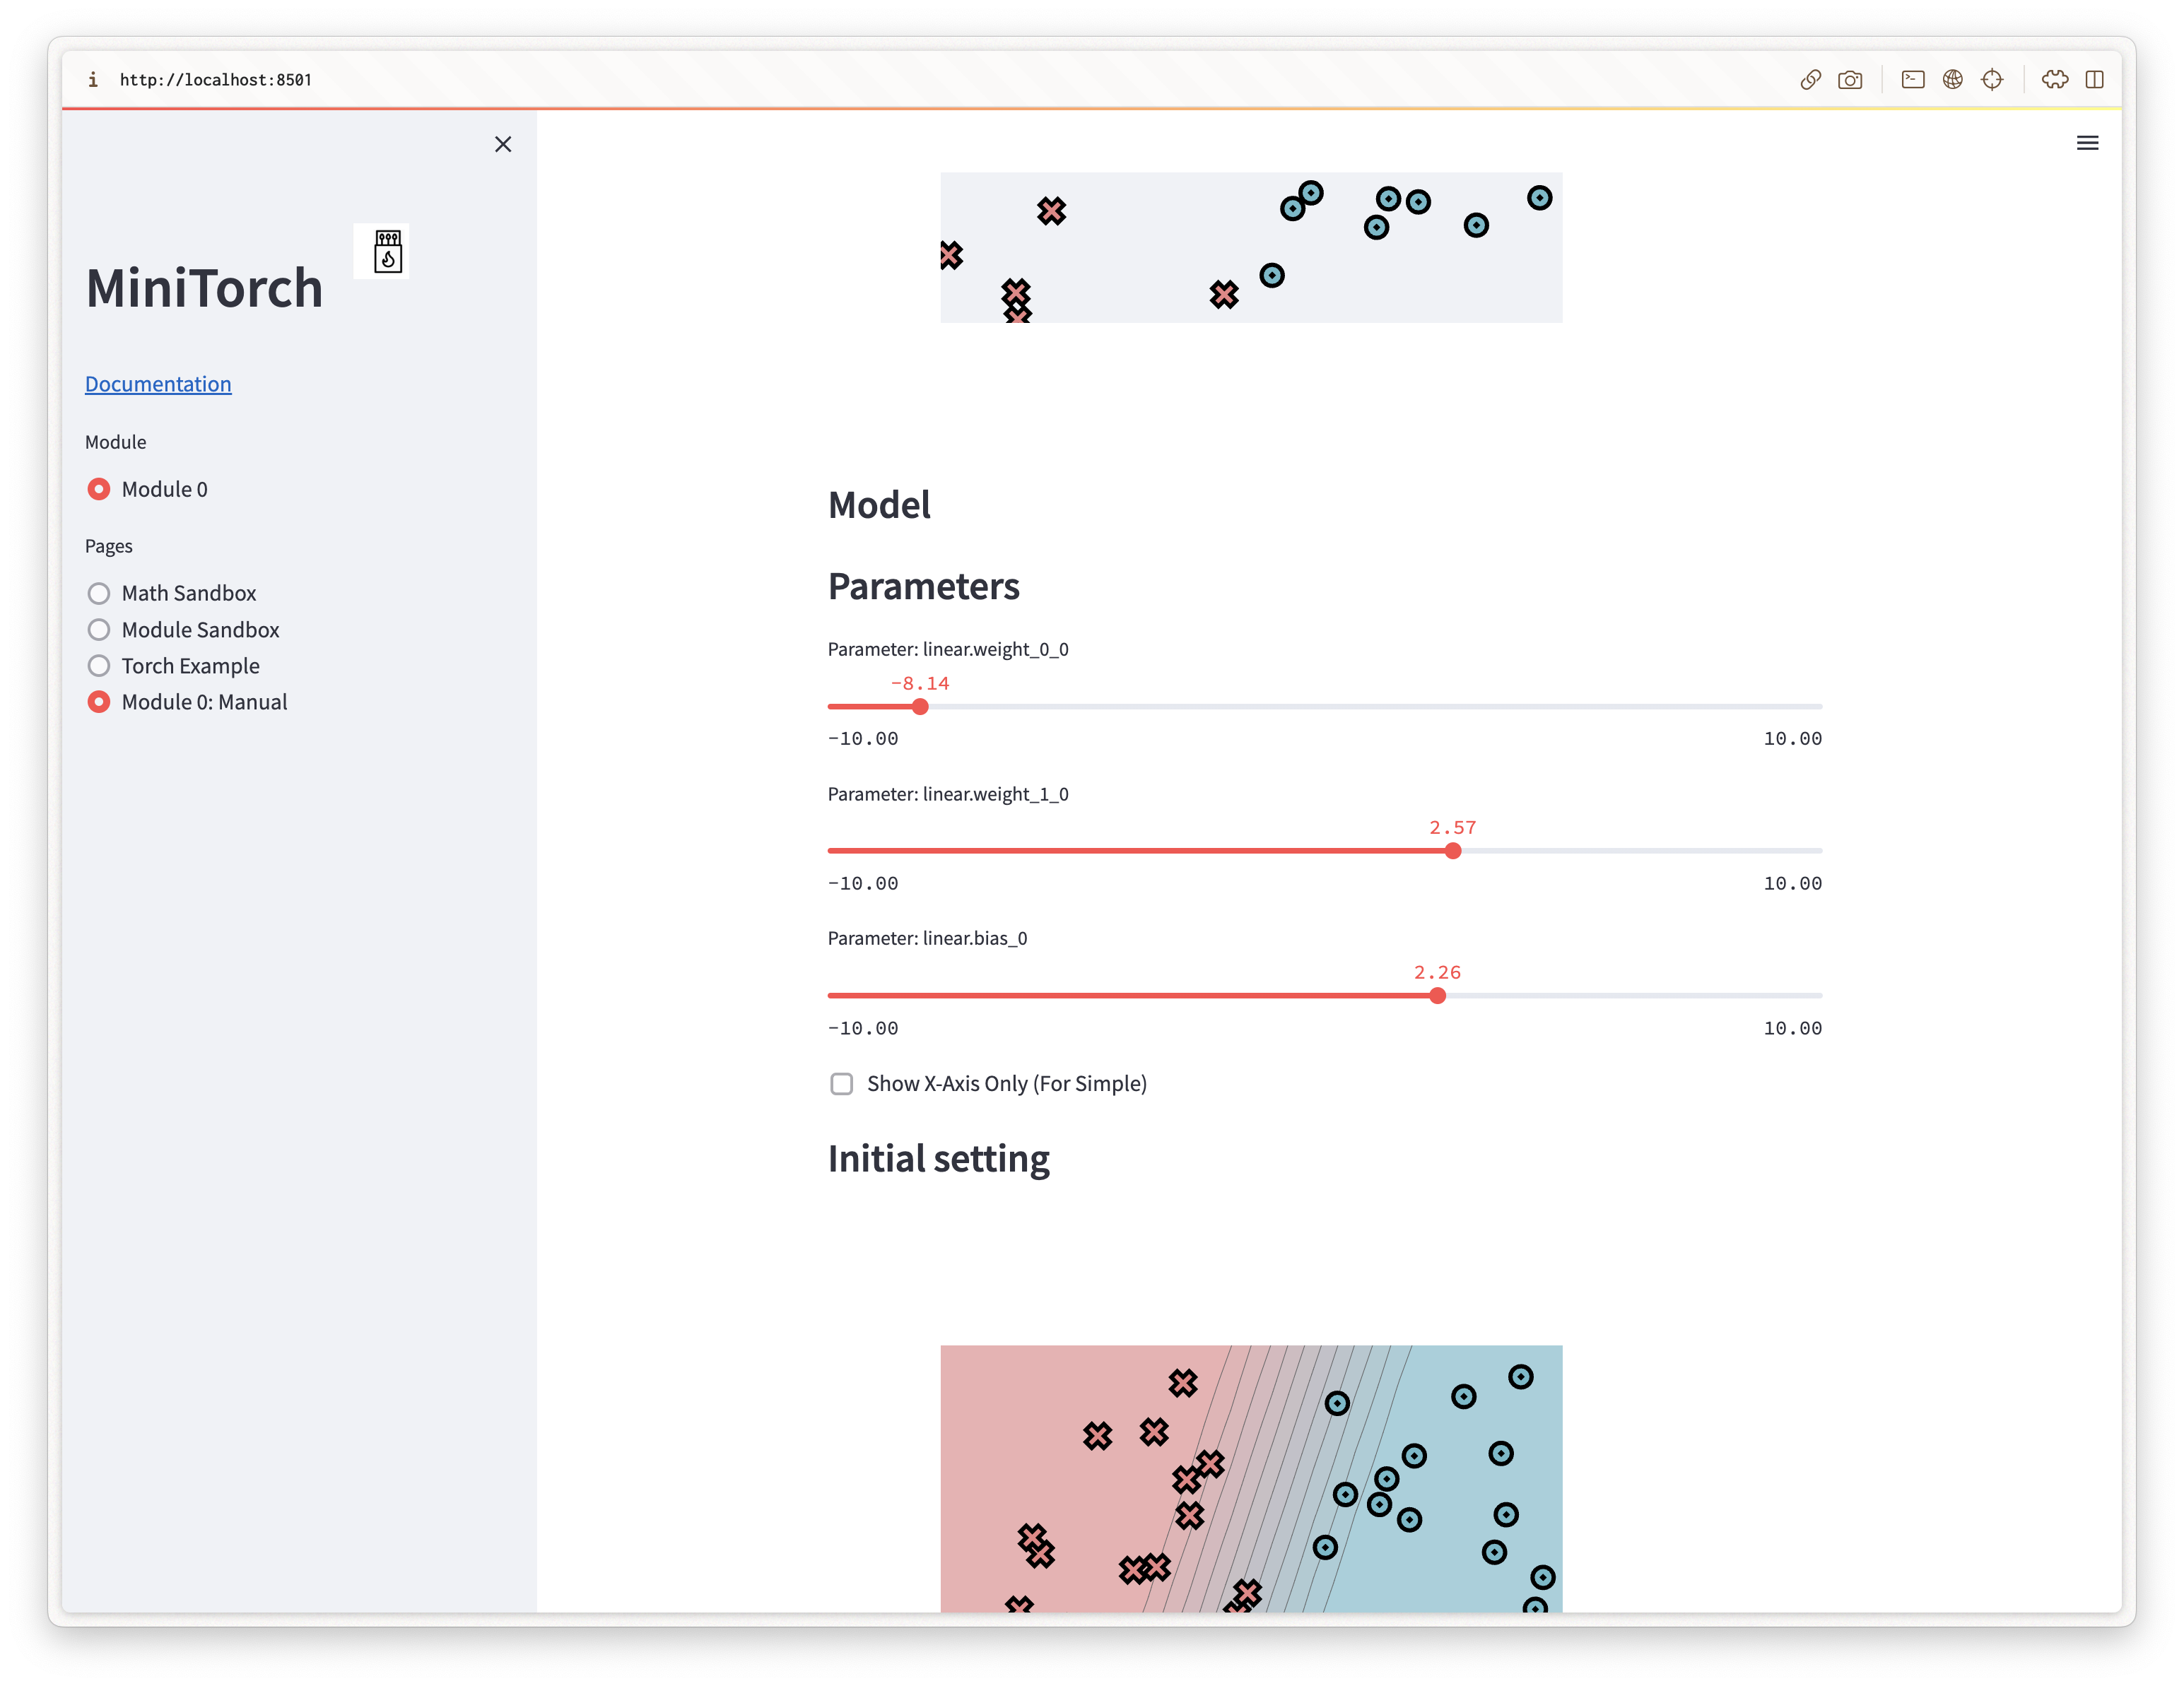 http://localhost:8501
MiniTorch
Documentation
Module
Module 0
Pages
Math Sandbox
Module Sandbox
Torch Example
Module 0: Manual
Model
Parameters
Parameter: linear.weight_0_0
-8.14
-10.00 10.00
Parameter: linear.weight_1_0
2.57
-10.00 10.00
Parameter: linear.bias_0
2.26
-10.00 10.00
Show X-Axis Only (For Simple)
Initial setting